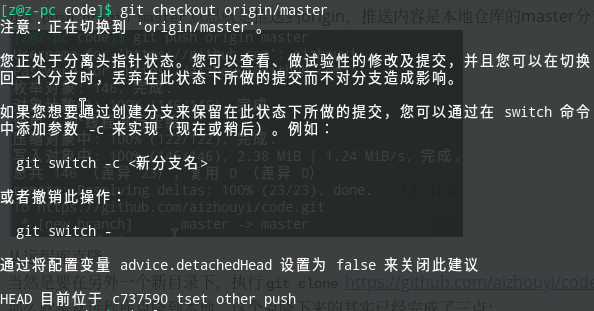 [z@z-pc code]$ git checkout origin/master
注意：正在切换到 'origin/master'。
您正处于分离头指针状态。您可以查看、做试验性的修改及提交，并且您可以在切换
回一个分支时，丢弃在此状态下所做的提交而不对分支造成影响。
如果您想要通过创建分支来保留在此状态下所做的提交，您可以通过在 switch 命令
中添加参数 -c 来实现（现在或稍后）。例如：
git switch -c <新分支名>
或者撤销此操作：
git switch -
通过将配置变量 advice.detachedHead 设置为 false 来关闭此建议
HEAD 目前位于 c737590 tset other push